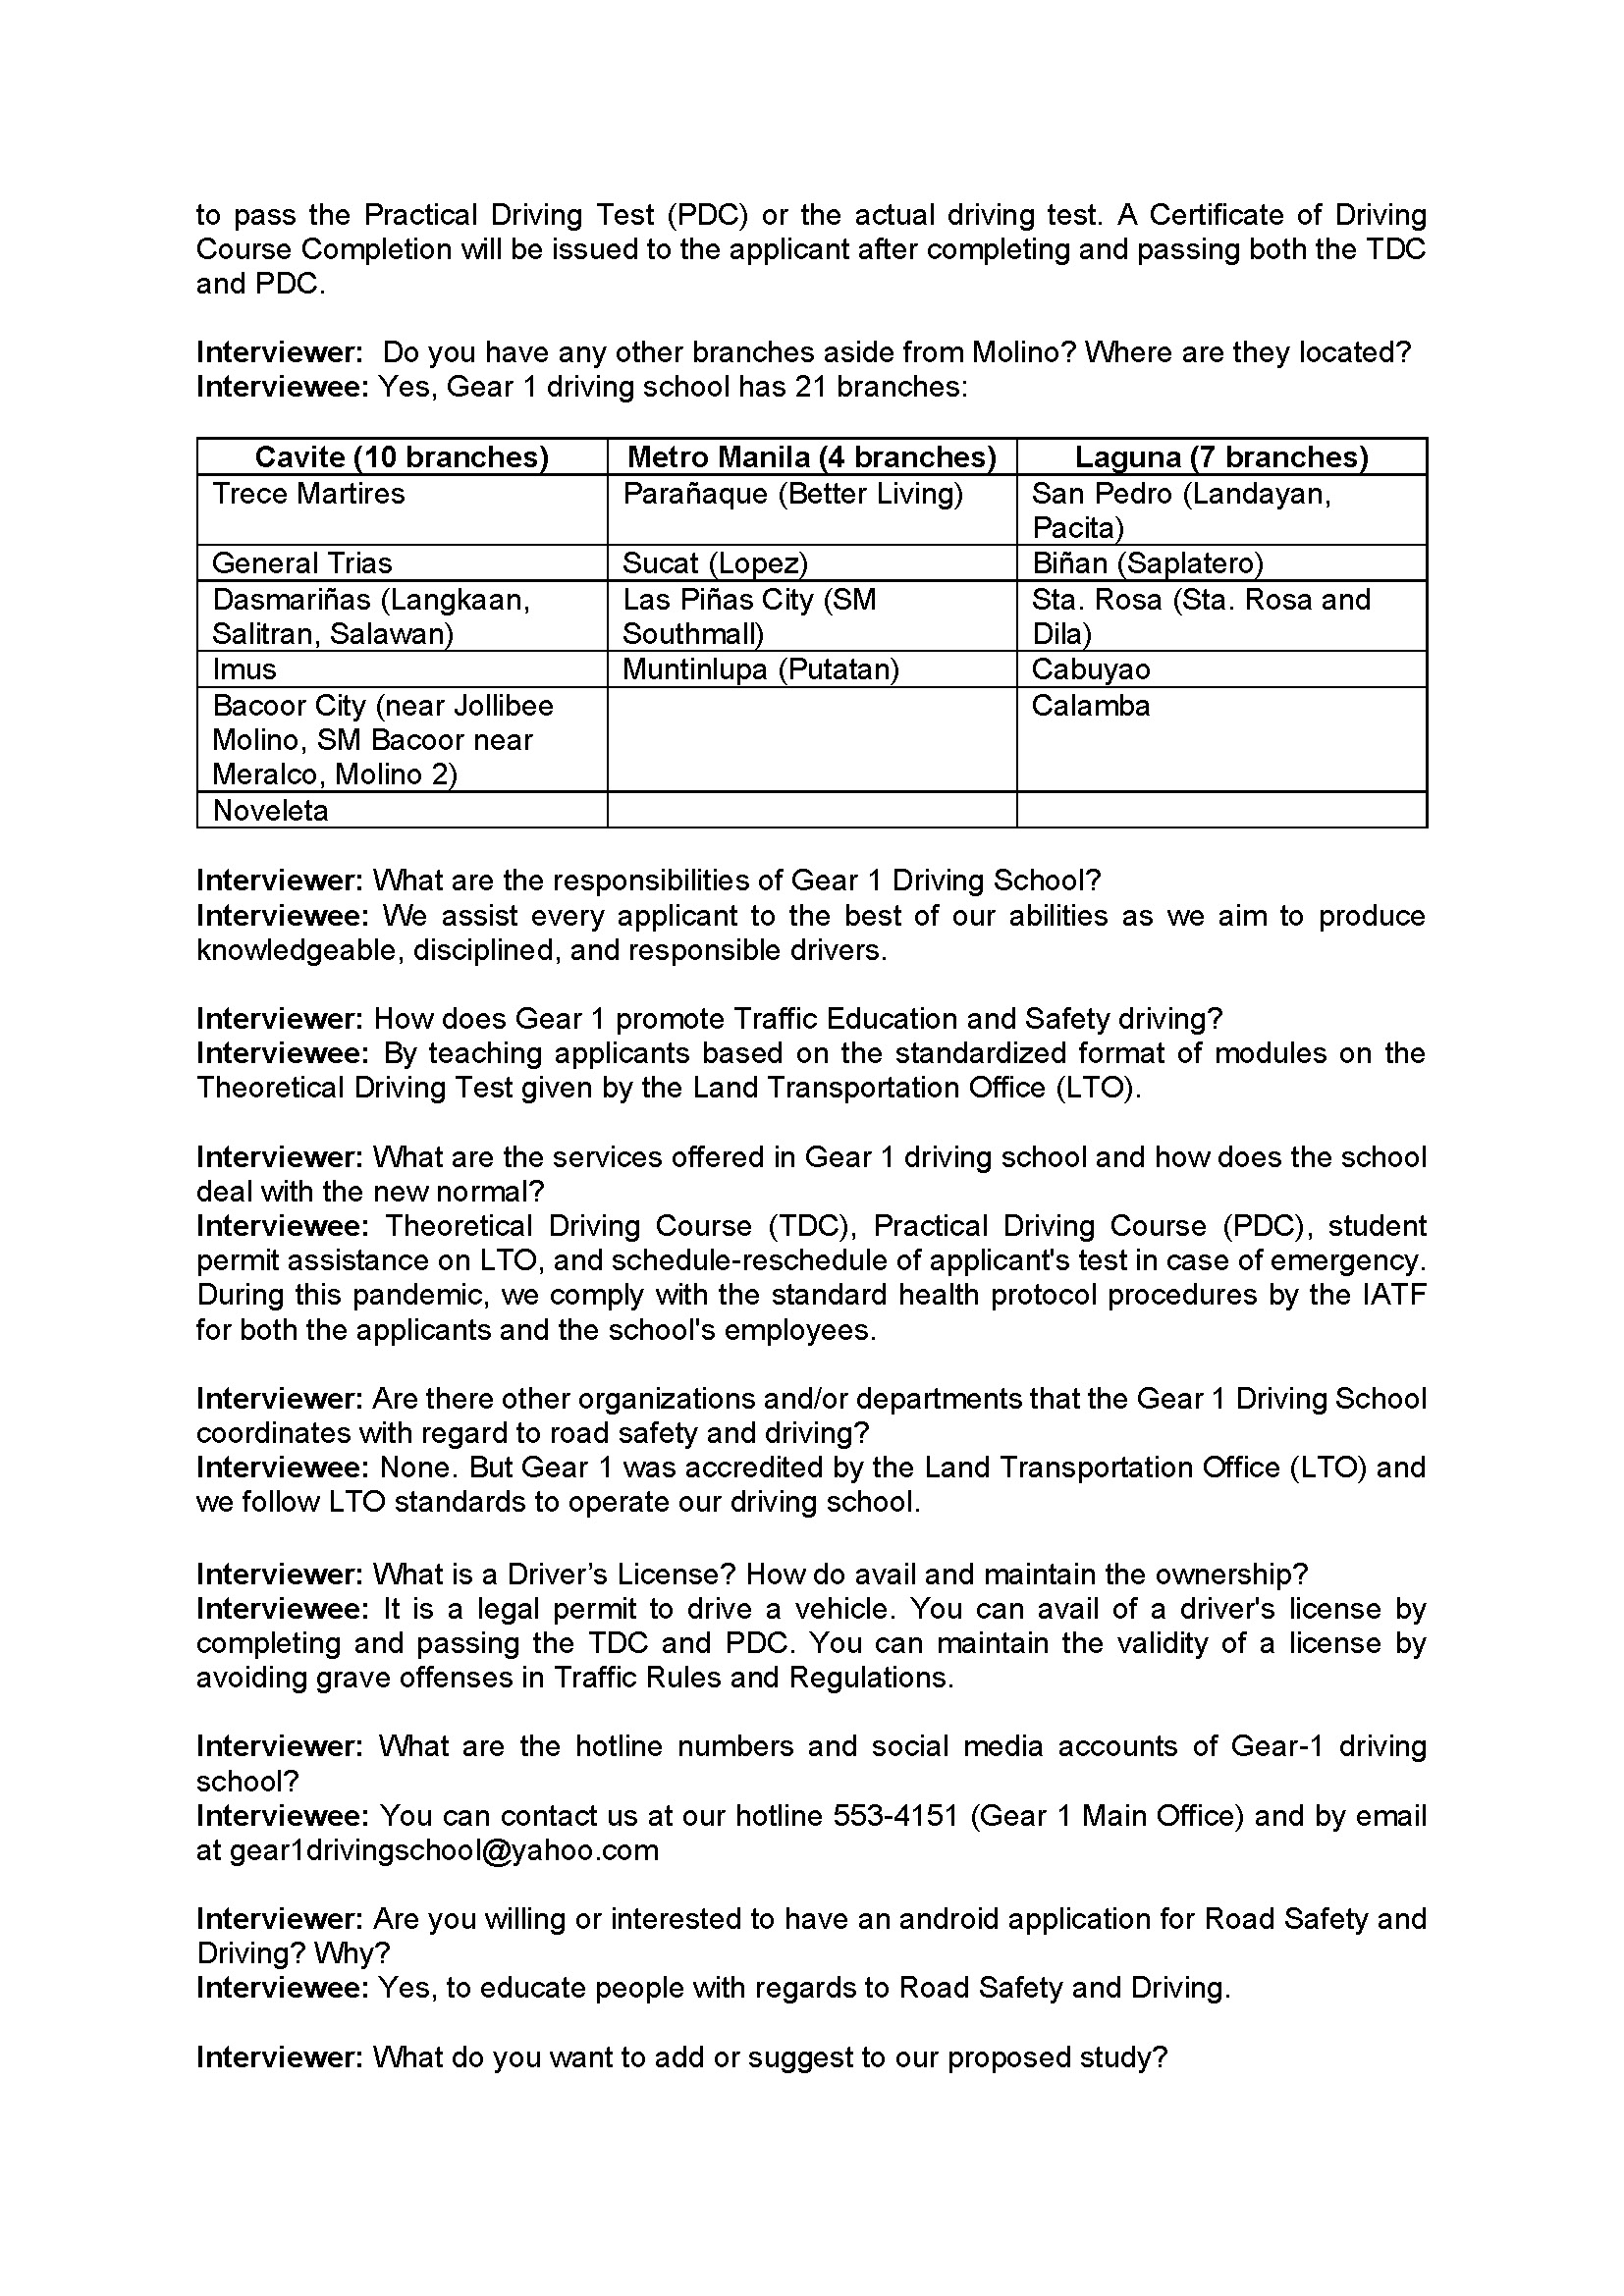 to pass the Practical Driving Test (PDC) or the actual driving test. A Certificate of Driving
Course Completion will be issued to the applicant after completing and passing both the TDC
and PDC.
Interviewer:  Do you have any other branches aside from Molino? Where are they located?
Interviewee: Yes, Gear 1 driving school has 21 branches:
Cavite (10 branches) Metro Manila (4 branches) Laguna (7 branches)
Trece Martires Parañaque (Better Living) San Pedro (Landayan,
Pacita)
General Trias Sucat (Lopez) Biñan (Saplatero)
Dasmariñas (Langkaan, Las Piñas City (SM Sta. Rosa (Sta. Rosa and
Salitran, Salawan) Southmall) Dila)
Imus Muntinlupa (Putatan) Cabuyao
Bacoor City (near Jollibee Calamba
Molino, SM Bacoor near
Meralco, Molino 2)
Noveleta
Interviewer: What are the responsibilities of Gear 1 Driving School?
Interviewee: We assist every applicant to the best of our abilities as we aim to produce
knowledgeable, disciplined, and responsible drivers.
Interviewer: How does Gear 1 promote Traffic Education and Safety driving?
Interviewee: By teaching applicants based on the standardized format of modules on the
Theoretical Driving Test given by the Land Transportation Office (LTO).
Interviewer: What are the services offered in Gear 1 driving school and how does the school
deal with the new normal?
Interviewee: Theoretical Driving Course (TDC), Practical Driving Course (PDC), student
permit assistance on LTO, and schedule-reschedule of applicant's test in case of emergency.
During this pandemic, we comply with the standard health protocol procedures by the IATF
for both the applicants and the school's employees.
Interviewer: Are there other organizations and/or departments that the Gear 1 Driving School
coordinates with regard to road safety and driving?
Interviewee: None. But Gear 1 was accredited by the Land Transportation Office (LTO) and
we follow LTO standards to operate our driving school.
Interviewer: What is a Driver’s License? How do avail and maintain the ownership?
Interviewee: It is a legal permit to drive a vehicle. You can avail of a driver's license by
completing and passing the TDC and PDC. You can maintain the validity of a license by
avoiding grave offenses in Traffic Rules and Regulations.
Interviewer: What are the hotline numbers and social media accounts of Gear-1 driving
school?
Interviewee: You can contact us at our hotline 553-4151 (Gear 1 Main Office) and by email
at gear1drivingschool@yahoo.com
Interviewer: Are you willing or interested to have an android application for Road Safety and
Driving? Why?
Interviewee: Yes, to educate people with regards to Road Safety and Driving.
Interviewer: What do you want to add or suggest to our proposed study?